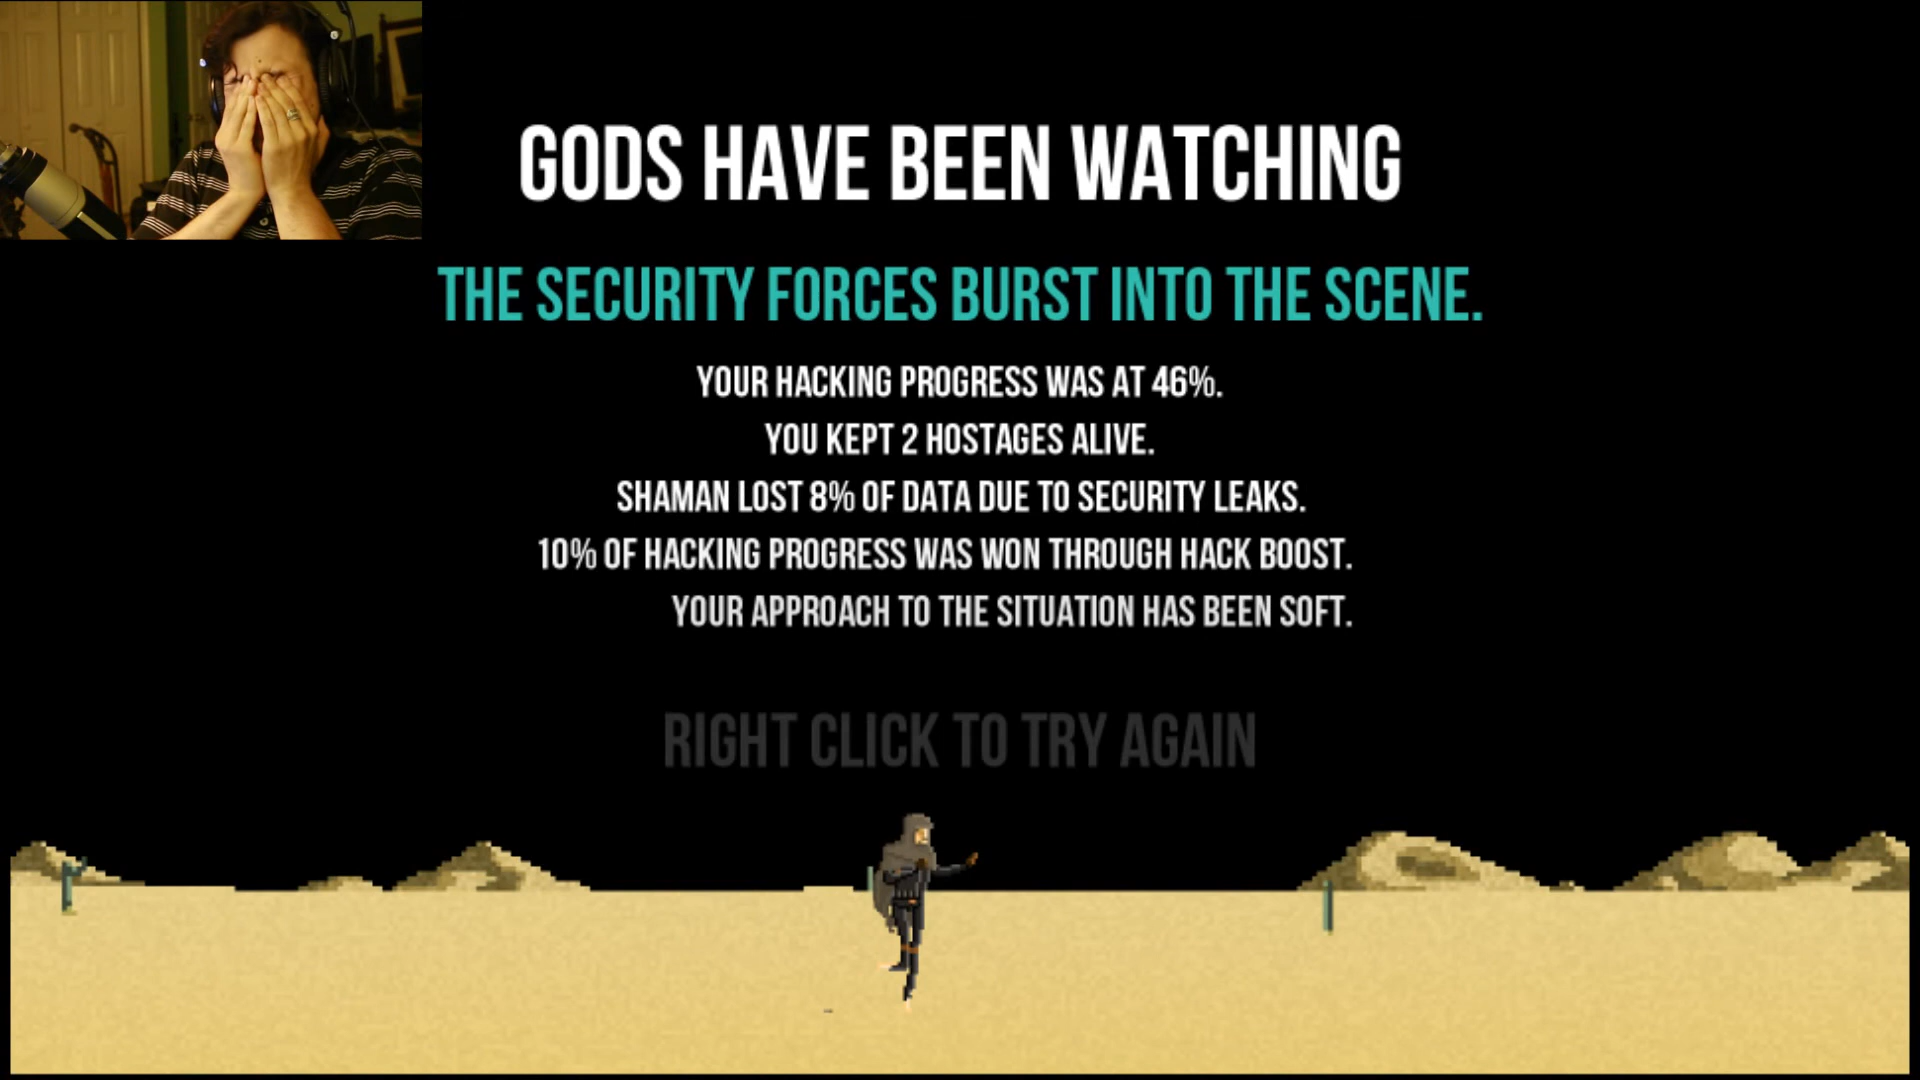 GODS HAVE BEEN WATCHING
THE SECURITY FORCES BURST INTO THE SCENE.
YOUR HACKING PROGRESS WAS AT 46%.
YOU KEPT 2 HOSTAGES ALIVE.
SHAMAN LOST 8% OF DATA DUE TO SECURITY LEAKS.
10% OF HACKING PROGRESS WAS WON THROUGH HACK BOOST.
YOUR APPROACH TO THE SITUATION HAS BEEN SOFT.
RIGHT CLICK TO TRY AGAIN